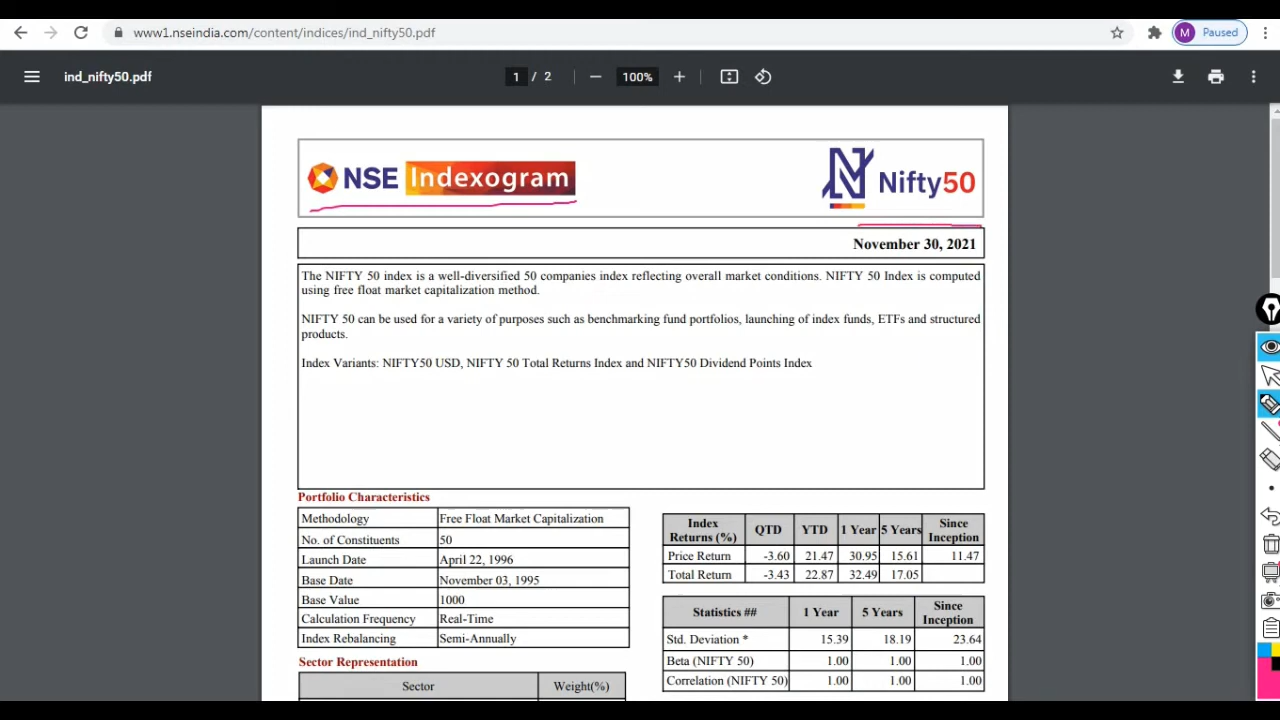 www1.nseindia.com/content/indices/ind_nifty50.pdf
M Paused
ind_nifty50.pdf
1 / 2
100%
NSE Indexogram
Nifty50
November 30, 2021
The NIFTY 50 index is a well-diversified 50 companies index reflecting overall market conditions. NIFTY 50 Index is computed
using free float market capitalization method.
NIFTY 50 can be used for a variety of purposes such as benchmarking fund portfolios, launching of index funds, ETFs and structured
products.
Index Variants: NIFTY50 USD, NIFTY 50 Total Returns Index and NIFTY50 Dividend Points Index
Portfolio Characteristics
Methodology Free Float Market Capitalization
No. of Constituents 50
Launch Date April 22, 1996
Base Date November 03, 1995
Base Value 1000
Calculation Frequency Real-Time
Index Rebalancing Semi-Annually
Sector Representation
Sector Weight(%)
Index Returns (%) QTD YTD 1 Year 5 Years Since Inception
Price Return -3.60 21.47 30.95 15.61 11.47
Total Return -3.43 22.87 32.49 17.05
Statistics ## 1 Year 5 Years Since Inception
Std. Deviation * 15.39 18.19 23.64
Beta (NIFTY 50) 1.00 1.00 1.00
Correlation (NIFTY 50) 1.00 1.00 1.00